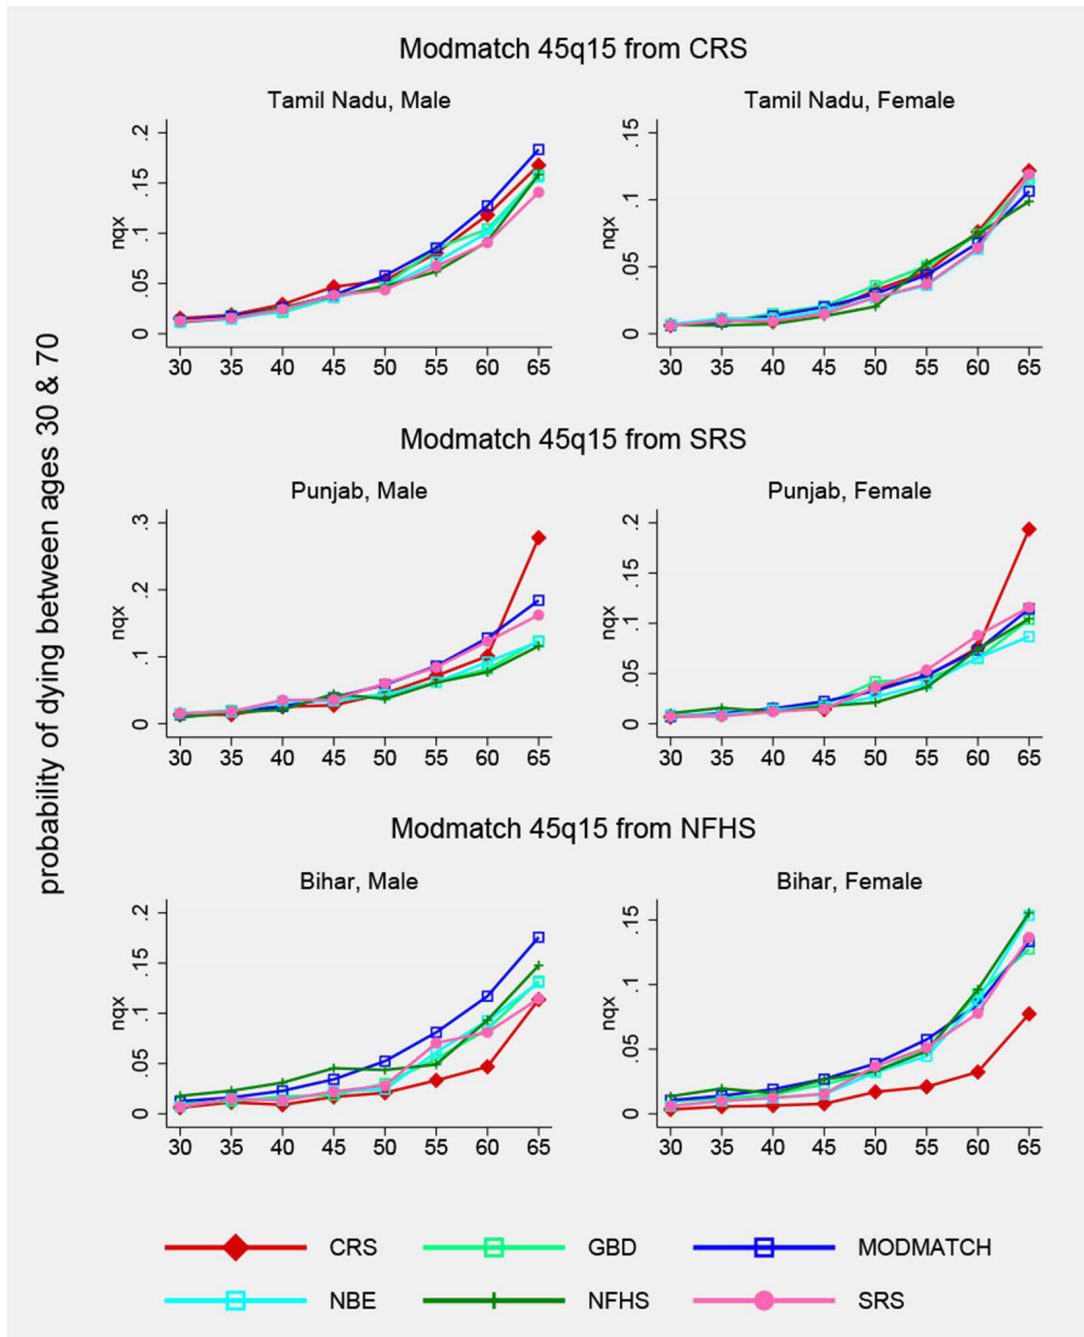 Modmatch 45q15 from CRS
Tamil Nadu, Male
Tamil Nadu, Female
probability of dying between ages 30 & 70
nqx
0 .05 .1 .15 .2
30 35 40 45 50 55 60 65
nqx
0 .05 .1 .15
30 35 40 45 50 55 60 65
Modmatch 45q15 from SRS
Punjab, Male
Punjab, Female
nqx
0 .1 .2 .3
30 35 40 45 50 55 60 65
nqx
0 .05 .1 .15 .2
30 35 40 45 50 55 60 65
Modmatch 45q15 from NFHS
Bihar, Male
Bihar, Female
nqx
0 .05 .1 .15 .2
30 35 40 45 50 55 60 65
nqx
0 .05 .1 .15
30 35 40 45 50 55 60 65
CRS GBD MODMATCH
NBE NFHS SRS